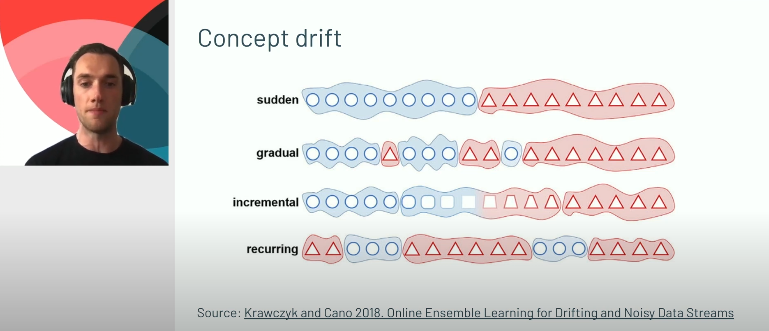 Concept drift
sudden
gradual
incremental
recurring
Source: Krawczyk and Cano 2018. Online Ensemble Learning for Drifting and Noisy Data Streams